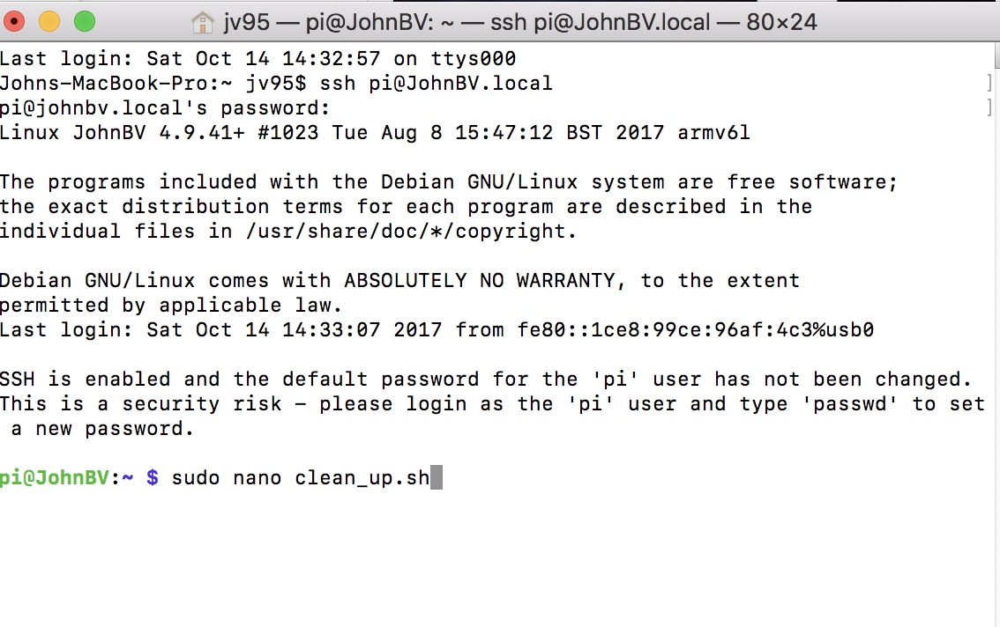 jv95 — pi@JohnBV: ~ — ssh pi@JohnBV.local — 80×24
Last login: Sat Oct 14 14:32:57 on ttys000
Johns-MacBook-Pro:~ jv95$ ssh pi@JohnBV.local
pi@johnbv.local's password:
Linux JohnBV 4.9.41+ #1023 Tue Aug 8 15:47:12 BST 2017 armv6l
The programs included with the Debian GNU/Linux system are free software;
the exact distribution terms for each program are described in the
individual files in /usr/share/doc/*/copyright.
Debian GNU/Linux comes with ABSOLUTELY NO WARRANTY, to the extent
permitted by applicable law.
Last login: Sat Oct 14 14:33:07 2017 from fe80::1ce8:99ce:96af:4c3%usb0
SSH is enabled and the default password for the 'pi' user has not been changed.
This is a security risk - please login as the 'pi' user and type 'passwd' to set
a new password.
pi@JohnBV:~ $ sudo nano clean_up.sh